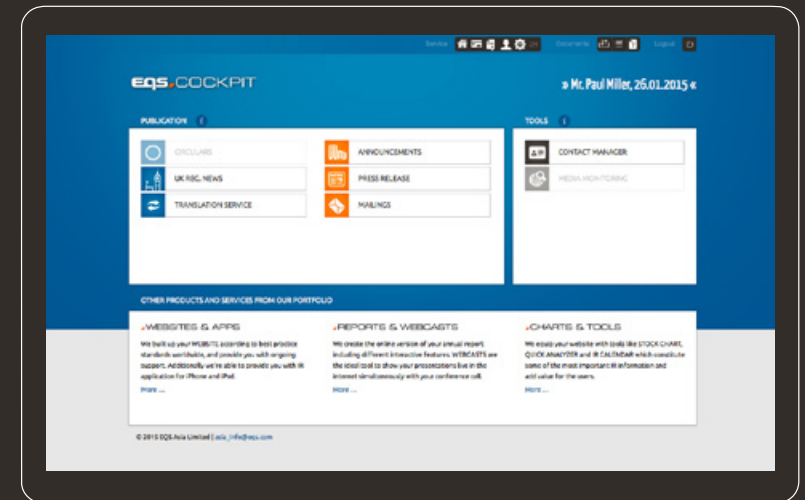 Service
Documents
Logout
EQS.COCKPIT
» Mr. Paul Miller, 26.01.2015 «
PUBLICATION i
TOOLS i
CIRCULARS
ANNOUNCEMENTS
CONTACT MANAGER
UK REG. NEWS
PRESS RELEASE
MEDIA MONITORING
TRANSLATION SERVICE
MAILINGS
OTHER PRODUCTS AND SERVICES FROM OUR PORTFOLIO
WEBSITES & APPS
We build up your WEBSITE according to best practice
standards worldwide, and provide you with ongoing
support. Additionally we're able to provide you with IR
application for iPhone and iPad.
More ...
REPORTS & WEBCASTS
We create the online version of your annual report
including different interactive features. WEBCASTS are
the ideal tool to show your presentations live in the
internet simultaneously with your conference call.
More ...
CHARTS & TOOLS
We equip your website with tools like STOCK CHART,
QUICK ANALYZER and IR CALENDAR which constitute
some of the most important IR information and
add value for the users.
More ...
© 2015 EQS Asia Limited | asia_info@eqs.com